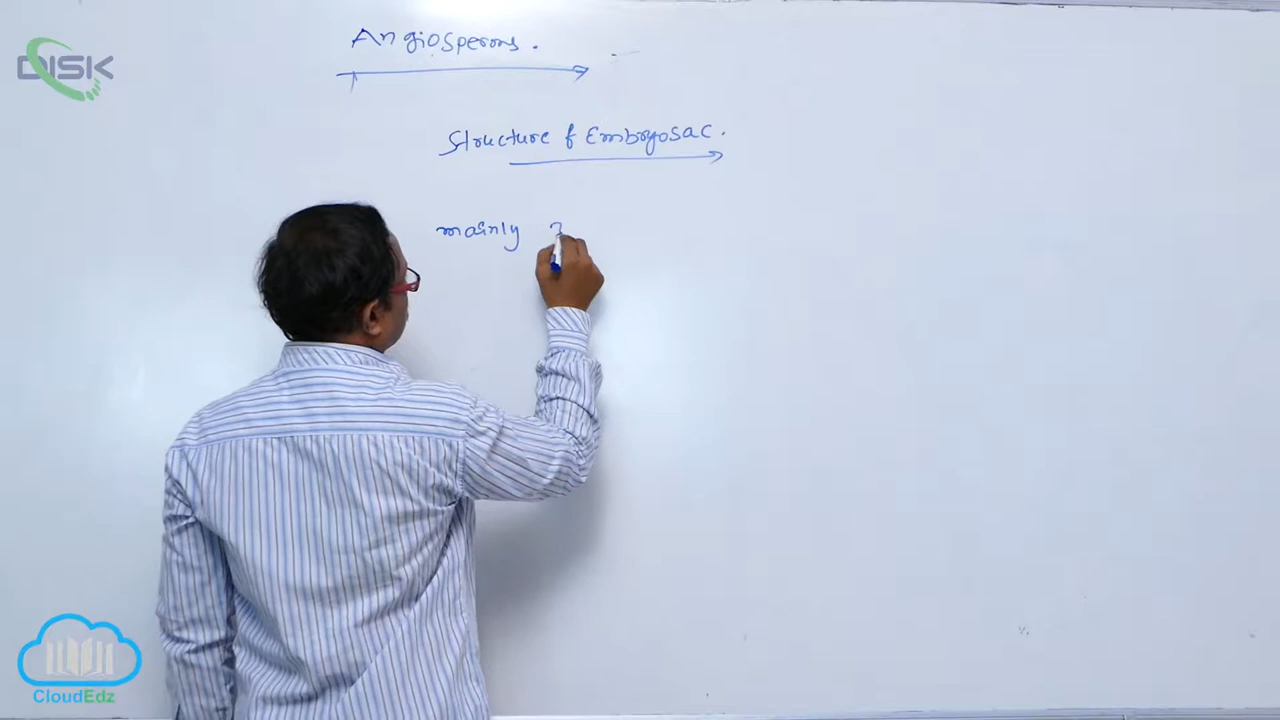 Angiosperms.
DISK
Structure of Embryosac.
mainly
CloudEdz